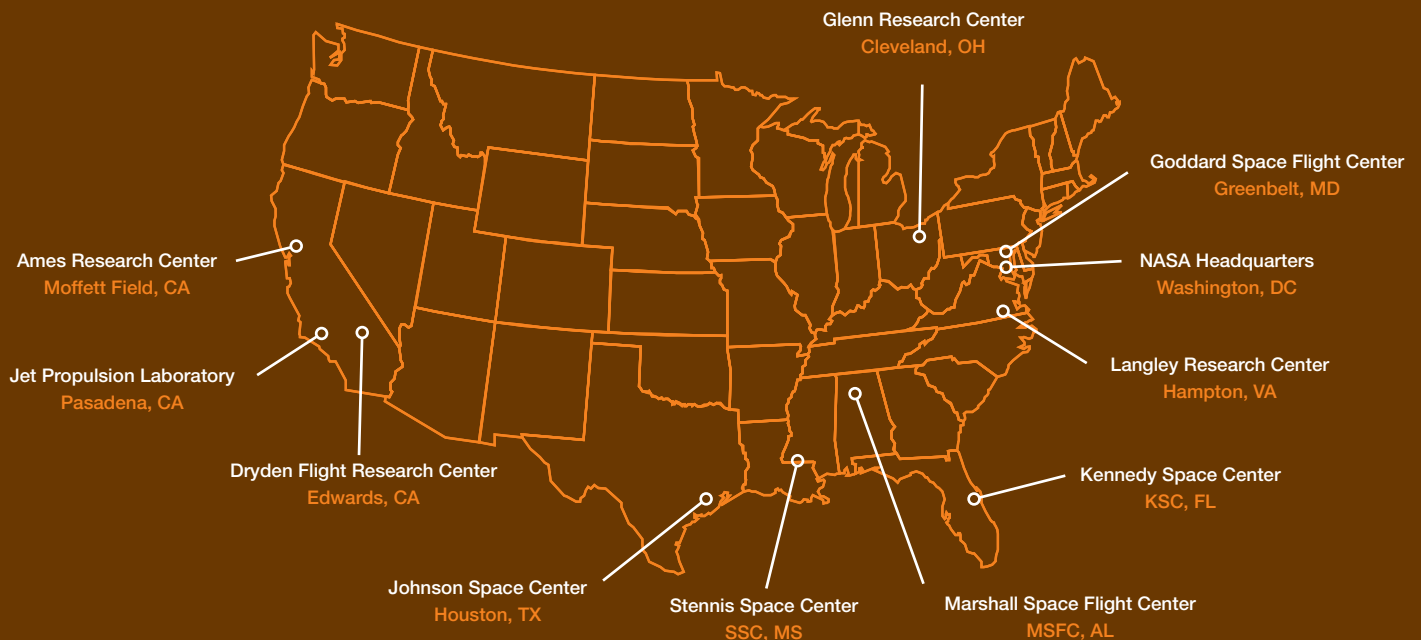 Glenn Research Center
Cleveland, OH
Goddard Space Flight Center
Greenbelt, MD
Ames Research Center
Moffett Field, CA
NASA Headquarters
Washington, DC
Jet Propulsion Laboratory
Pasadena, CA
Langley Research Center
Hampton, VA
Dryden Flight Research Center
Edwards, CA
Kennedy Space Center
KSC, FL
Johnson Space Center
Houston, TX
Stennis Space Center
SSC, MS
Marshall Space Flight Center
MSFC, AL